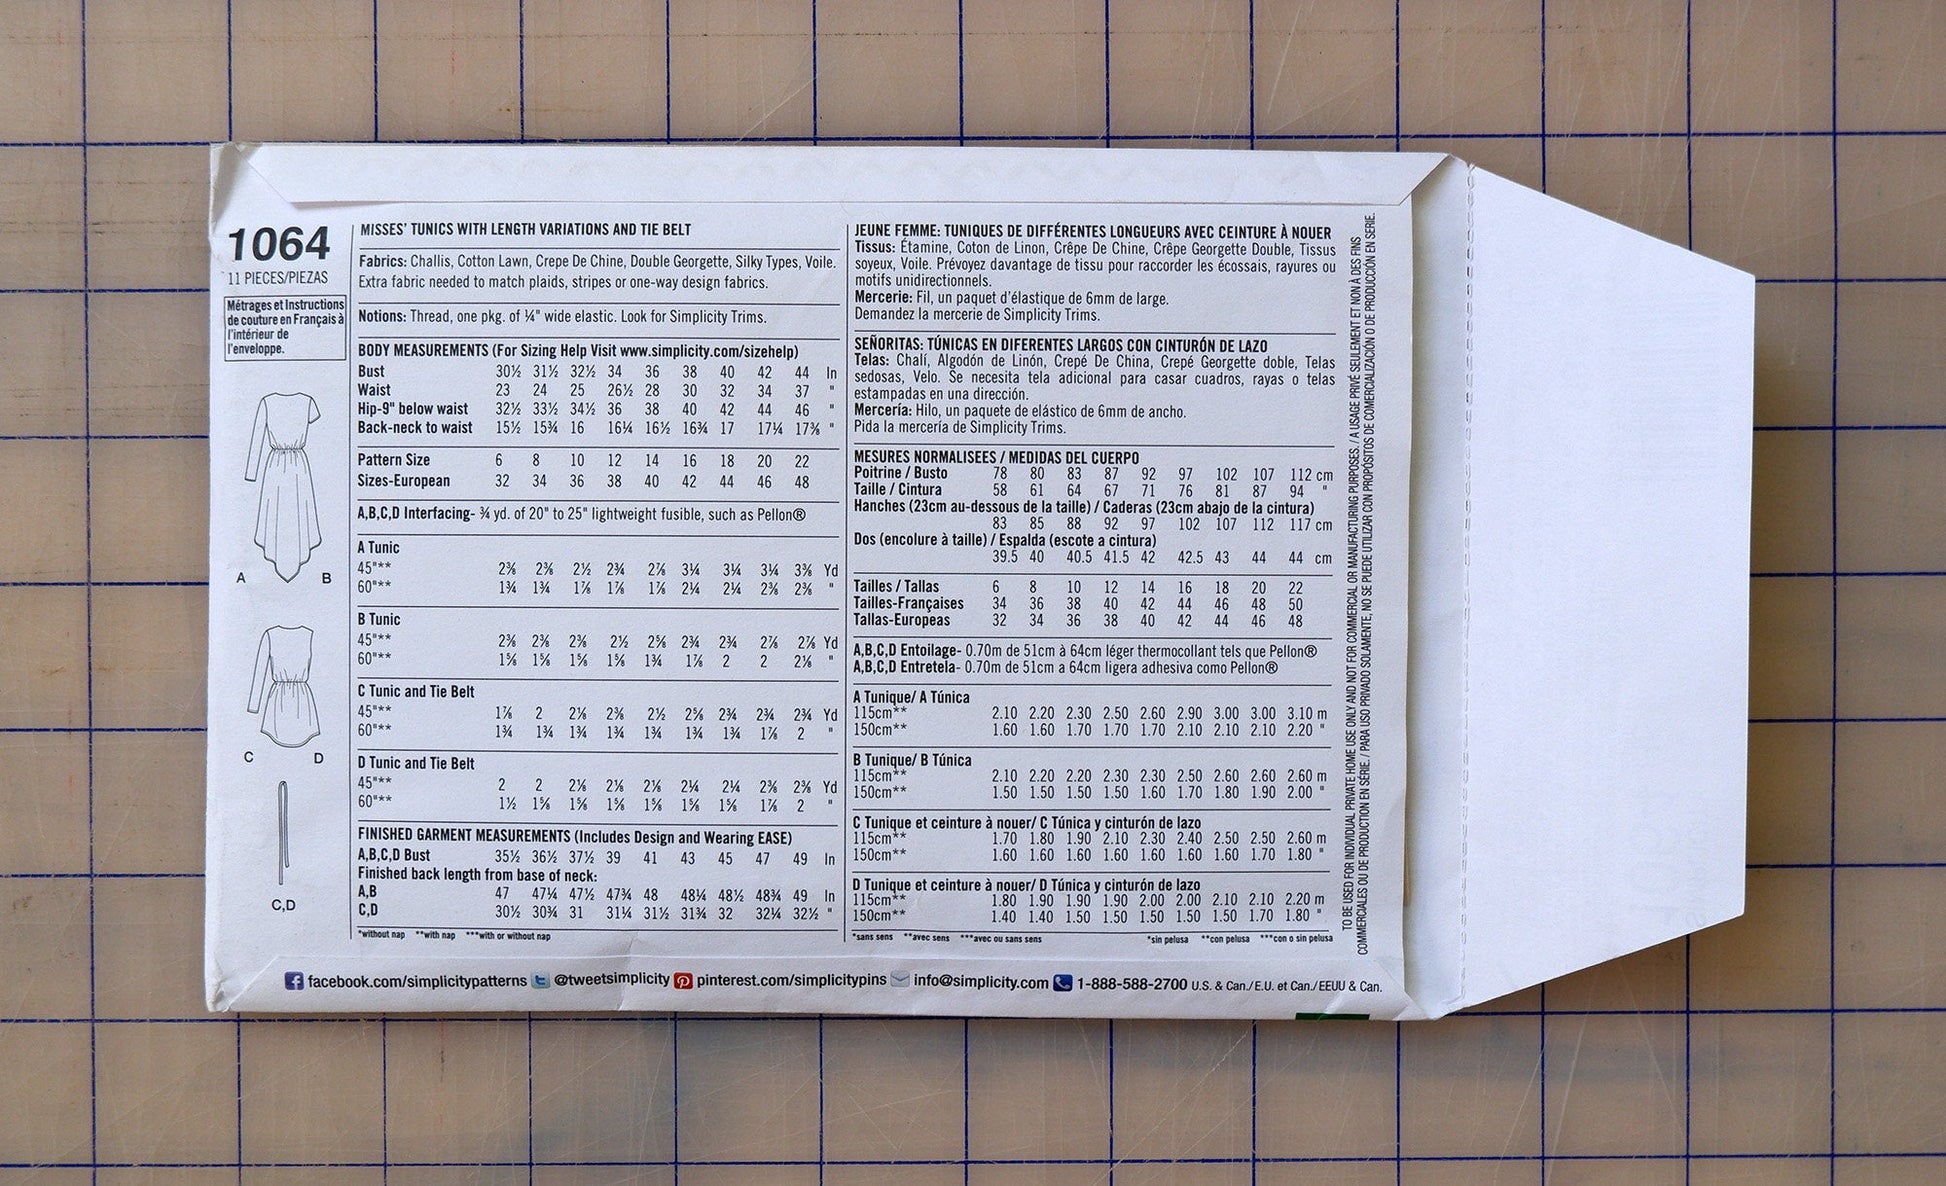 1064
11 PIECES/PIEZAS
Métrages et Instructions
de couture en Français à
l'intérieur de
l'enveloppe.
A B
C D
C,D
MISSES' TUNICS WITH LENGTH VARIATIONS AND TIE BELT
Fabrics: Challis, Cotton Lawn, Crepe De Chine, Double Georgette, Silky Types, Voile.
Extra fabric needed to match plaids, stripes or one-way design fabrics.
Notions: Thread, one pkg. of ¼" wide elastic. Look for Simplicity Trims.
BODY MEASUREMENTS (For Sizing Help Visit www.simplicity.com/sizehelp)
Bust 30½ 31½ 32½ 34 36 38 40 42 44 In
Waist 23 24 25 26½ 28 30 32 34 37 "
Hip-9" below waist 32½ 33½ 34½ 36 38 40 42 44 46 "
Back-neck to waist 15½ 15¾ 16 16¼ 16½ 16¾ 17 17¼ 17⅜ "
Pattern Size 6 8 10 12 14 16 18 20 22
Sizes-European 32 34 36 38 40 42 44 46 48
A,B,C,D Interfacing- ¾ yd. of 20" to 25" lightweight fusible, such as Pellon®
A Tunic
45"** 2⅜ 2⅜ 2½ 2¾ 2⅞ 3¼ 3¼ 3¼ 3⅜ Yd
60"** 1¾ 1¾ 1⅞ 1⅞ 1⅞ 2¼ 2¼ 2⅜ 2⅜ "
B Tunic
45"** 2⅜ 2⅜ 2⅜ 2½ 2⅝ 2¾ 2¾ 2⅞ 2⅞ Yd
60"** 1⅝ 1⅝ 1⅝ 1⅝ 1¾ 1⅞ 2 2 2⅛ "
C Tunic and Tie Belt
45"** 1⅞ 2 2⅛ 2⅜ 2½ 2⅝ 2¾ 2¾ 2¾ Yd
60"** 1¾ 1¾ 1¾ 1¾ 1¾ 1¾ 1¾ 1⅞ 2 "
D Tunic and Tie Belt
45"** 2 2 2⅛ 2⅛ 2⅛ 2¼ 2¼ 2⅜ 2⅜ Yd
60"** 1½ 1⅝ 1⅝ 1⅝ 1⅝ 1⅝ 1⅝ 1⅞ 2 "
FINISHED GARMENT MEASUREMENTS (Includes Design and Wearing EASE)
A,B,C,D Bust 35½ 36½ 37½ 39 41 43 45 47 49 In
Finished back length from base of neck:
A,B 47 47¼ 47½ 47¾ 48 48¼ 48½ 48¾ 49 In
C,D 30½ 30¾ 31 31¼ 31½ 31¾ 32 32¼ 32½ "
*without nap **with nap ***with or without nap
JEUNE FEMME: TUNIQUES DE DIFFÉRENTES LONGUEURS AVEC CEINTURE À NOUER
Tissus: Étamine, Coton de Linon, Crêpe De Chine, Crêpe Georgette Double, Tissus
soyeux, Voile. Prévoyez davantage de tissu pour raccorder les écossais, rayures ou
motifs unidirectionnels.
Mercerie: Fil, un paquet d'élastique de 6mm de large.
Demandez la mercerie de Simplicity Trims.
SEÑORITAS: TÚNICAS EN DIFERENTES LARGOS CON CINTURÓN DE LAZO
Telas: Chalí, Algodón de Linón, Crepé De China, Crepé Georgette doble, Telas
sedosas, Velo. Se necesita tela adicional para casar cuadros, rayas o telas
estampadas en una dirección.
Mercería: Hilo, un paquete de elástico de 6mm de ancho.
Pida la mercería de Simplicity Trims.
MESURES NORMALISEES / MEDIDAS DEL CUERPO
Poitrine / Busto 78 80 83 87 92 97 102 107 112 cm
Taille / Cintura 58 61 64 67 71 76 81 87 94 "
Hanches (23cm au-dessous de la taille) / Caderas (23cm abajo de la cintura)
83 85 88 92 97 102 107 112 117 cm
Dos (encolure à taille) / Espalda (escote a cintura)
39.5 40 40.5 41.5 42 42.5 43 44 44 cm
Tailles / Tallas 6 8 10 12 14 16 18 20 22
Tailles-Françaises 34 36 38 40 42 44 46 48 50
Tallas-Europeas 32 34 36 38 40 42 44 46 48
A,B,C,D Entoilage- 0.70m de 51cm à 64cm léger thermocollant tels que Pellon®
A,B,C,D Entretela- 0.70m de 51cm a 64cm ligera adhesiva como Pellon®
A Tunique/ A Túnica
115cm** 2.10 2.20 2.30 2.50 2.60 2.90 3.00 3.00 3.10 m
150cm** 1.60 1.60 1.70 1.70 1.70 2.10 2.10 2.10 2.20 "
B Tunique/ B Túnica
115cm** 2.10 2.20 2.20 2.30 2.30 2.50 2.60 2.60 2.60 m
150cm** 1.50 1.50 1.50 1.50 1.60 1.70 1.80 1.90 2.00 "
C Tunique et ceinture à nouer/ C Túnica y cinturón de lazo
115cm** 1.70 1.80 1.90 2.10 2.30 2.40 2.50 2.50 2.60 m
150cm** 1.60 1.60 1.60 1.60 1.60 1.60 1.60 1.70 1.80 "
D Tunique et ceinture à nouer/ D Túnica y cinturón de lazo
115cm** 1.80 1.90 1.90 1.90 2.00 2.00 2.10 2.10 2.20 m
150cm** 1.40 1.40 1.50 1.50 1.50 1.50 1.50 1.70 1.80 "
*sans sens **avec sens ***avec ou sans sens *sin pelusa **con pelusa ***con o sin pelusa
TO BE USED FOR INDIVIDUAL PRIVATE HOME USE ONLY AND NOT FOR COMMERCIAL OR MANUFACTURING PURPOSES. / A USAGE PRIVÉ SEULEMENT ET NON À DES FINS
COMMERCIALES OU DE PRODUCTION EN SÉRIE. / PARA USO PRIVADO SOLAMENTE, NO SE PUEDE UTILIZAR CON PROPÓSITOS DE COMERCIALIZACIÓN O DE PRODUCCIÓN EN SERIE.
facebook.com/simplicitypatterns @tweetsimplicity pinterest.com/simplicitypins info@simplicity.com 1-888-588-2700 U.S. & Can./E.U. et Can./EEUU & Can.